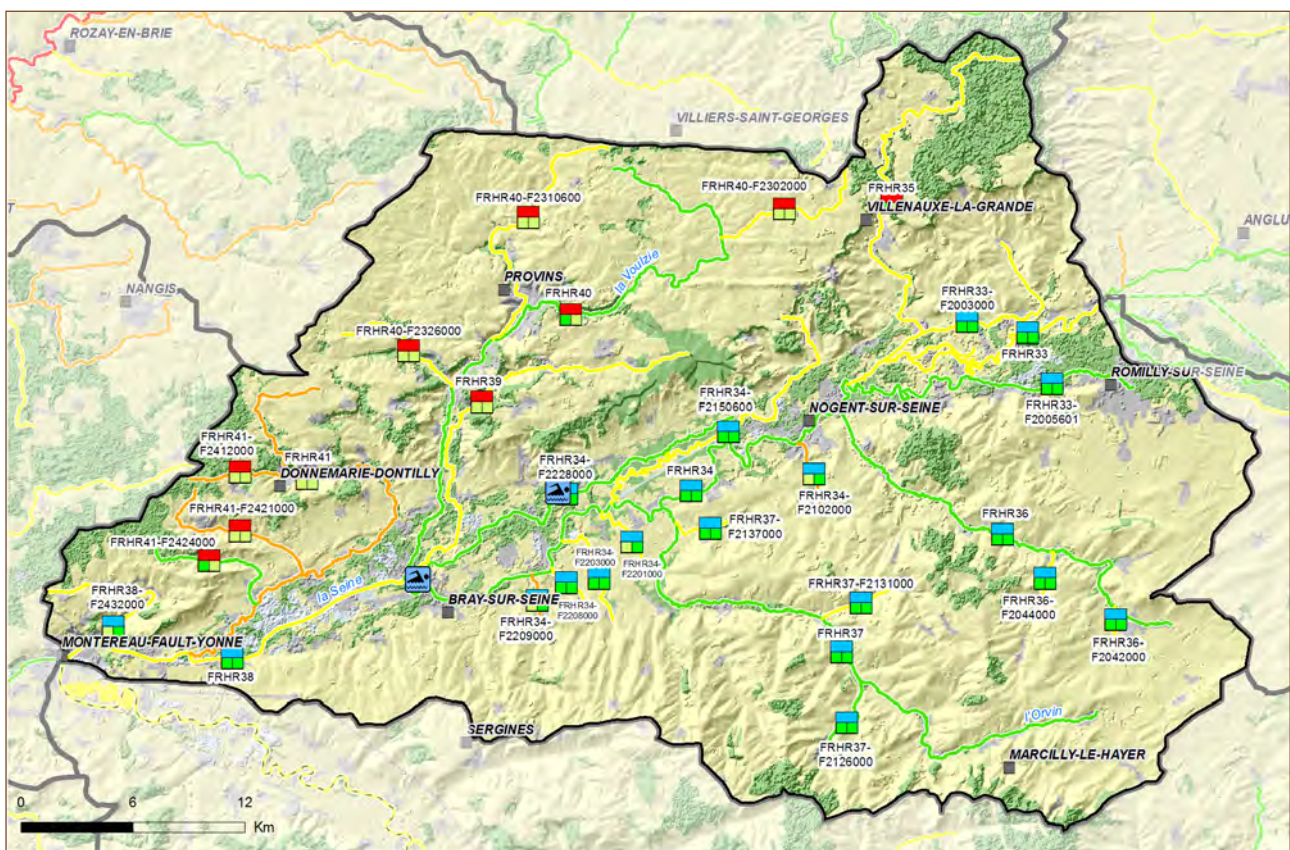 ROZAY-EN-BRIE
VILLIERS-SAINT-GEORGES
FRHR40-F2310600
FRHR40-F2302000
FRHR35
VILLENAUXE-LA-GRANDE
ANGLU
NANGIS
PROVINS
la Voulzie
FRHR40
FRHR40-F2326000
FRHR33-
F2003000
FRHR33
ROMILLY-SUR-SEINE
FRHR39
FRHR34-
F2150600
NOGENT-SUR-SEINE
FRHR33-
F2005601
FRHR41-
F2412000
FRHR41
DONNEMARIE-DONTILLY
FRHR34-
F2228000
FRHR34
FRHR34-
F2102000
FRHR41-F2421000
FRHR37-
F2137000
FRHR36
FRHR41-F2424000
FRHR34-
F2203000
FRHR34-
F2201000
la Seine
FRHR38-
F2432000
BRAY-SUR-SEINE
FRHR34-
F2209000
FRHR34-
F2208000
FRHR37-F2131000
FRHR36-
F2044000
FRHR36-
F2042000
MONTEREAU-FAULT-YONNE
FRHR38
FRHR37
l'Orvin
SERGINES
FRHR37-
F2126000
MARCILLY-LE-HAYER
0 6 12
Km